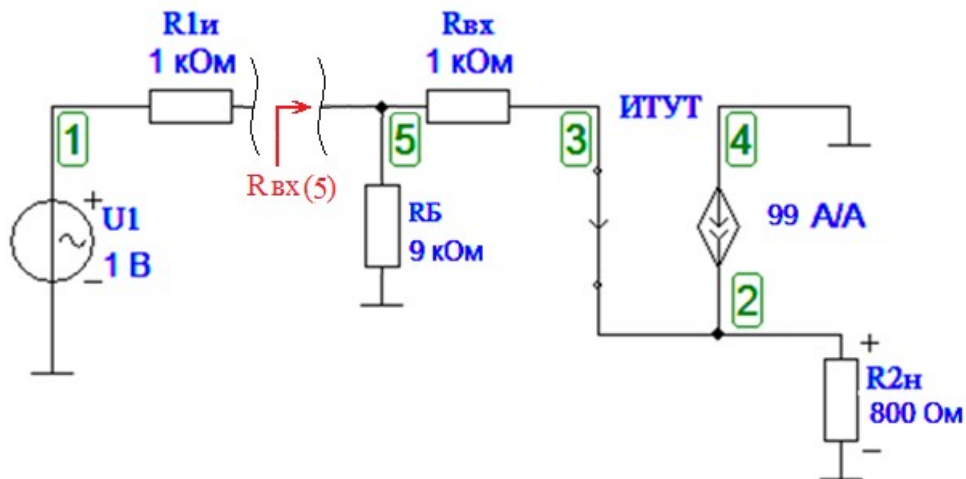 R1и
1 кОм
Rвх
1 кОм
ИТУТ
1
5
3
4
Rвх(5)
U1
1 В
RБ
9 кОм
99 А/А
2
R2н
800 Ом